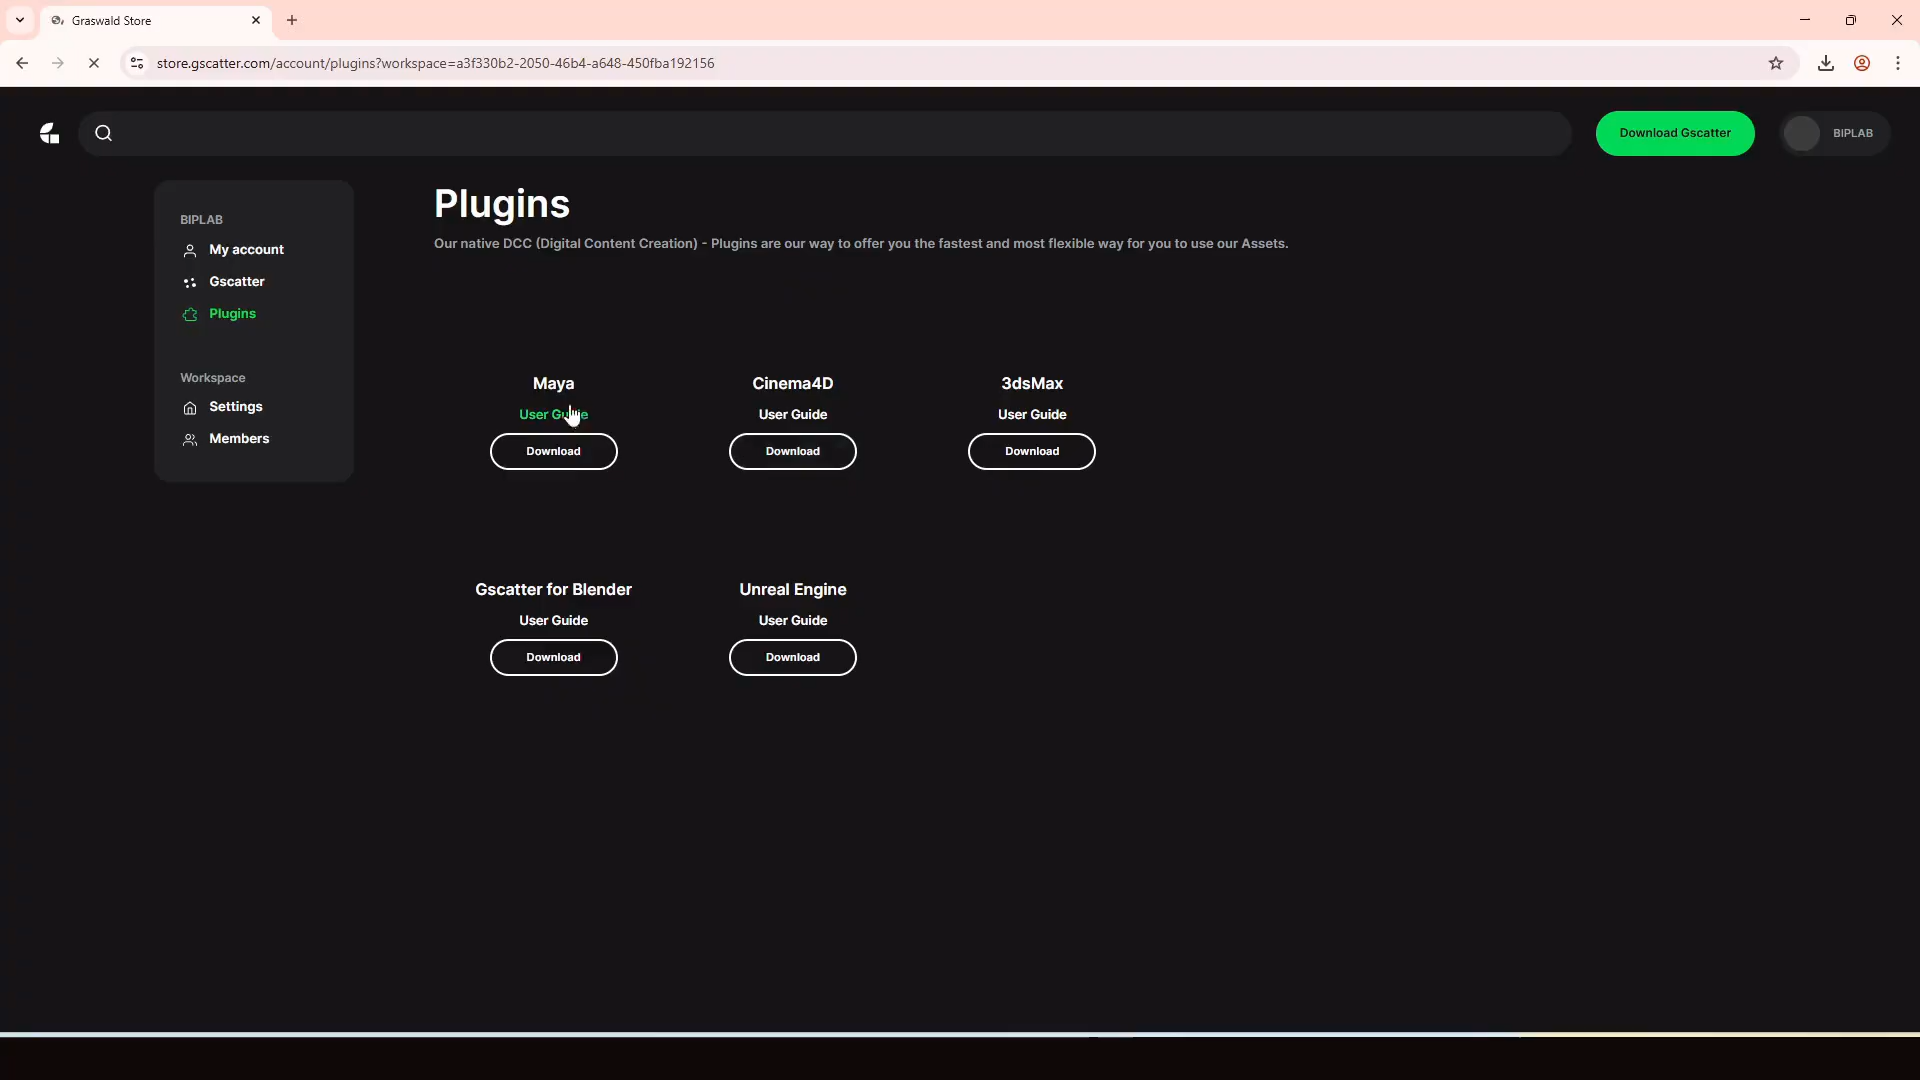 Graswald Store
store.gscatter.com/account/plugins?workspace=a3f330b2-2050-46b4-a648-450fba192156
Download Gscatter
BIPLAB
BIPLAB
My account
Gscatter
Plugins
Workspace
Settings
Members
Plugins
Our native DCC (Digital Content Creation) - Plugins are our way to offer you the fastest and most flexible way for you to use our Assets.
Maya
User Guide
Download
Cinema4D
User Guide
Download
3dsMax
User Guide
Download
Gscatter for Blender
User Guide
Download
Unreal Engine
User Guide
Download